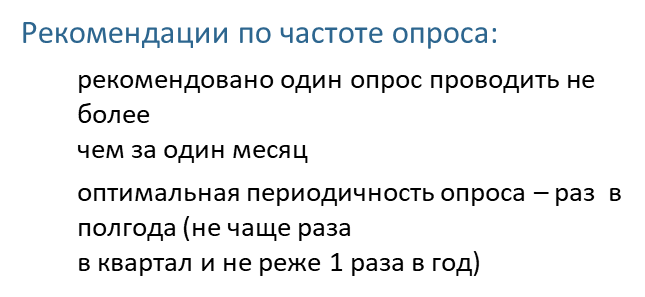 Рекомендации по частоте опроса:
рекомендовано один опрос проводить не
более
чем за один месяц
оптимальная периодичность опроса – раз в
полгода (не чаще раза
в квартал и не реже 1 раза в год)